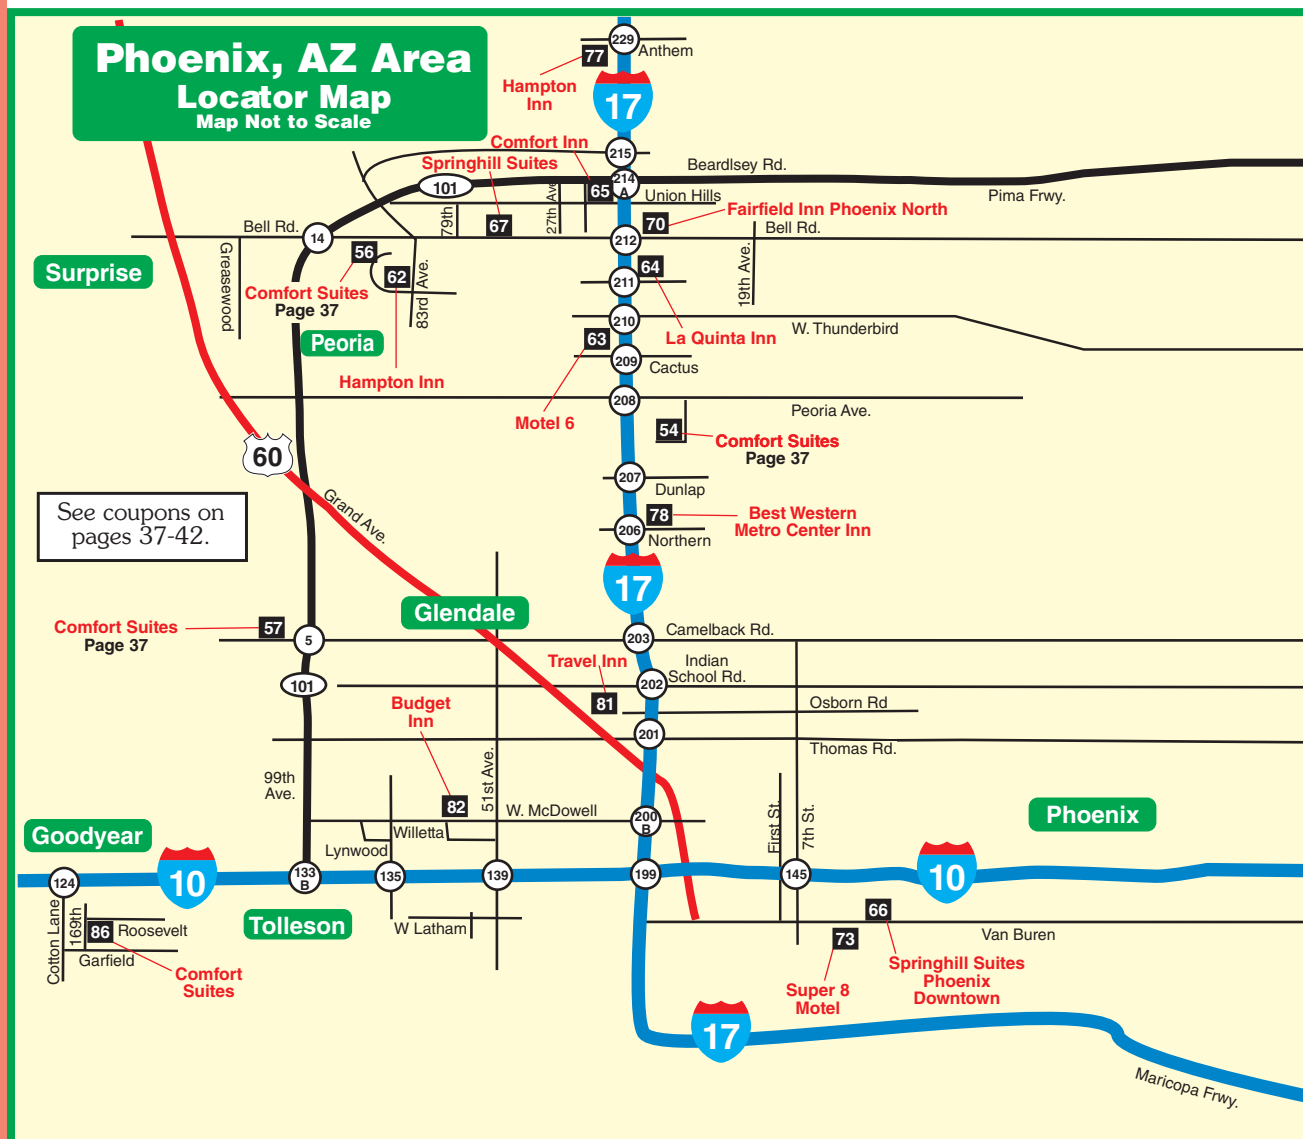 Phoenix, AZ Area
Locator Map
Map Not to Scale
229
Anthem
77
Hampton
Inn
17
Comfort Inn
215
Springhill Suites
Beardlsey Rd.
101
214
A
65
27th Ave
Union Hills
Pima Frwy.
79th
67
70
Fairfield Inn Phoenix North
Bell Rd.
14
212
Bell Rd.
Surprise
Greasewood
56
62
83rd Ave.
64
211
19th Ave.
Comfort Suites
Page 37
210
W. Thunderbird
La Quinta Inn
Peoria
63
209
Cactus
Hampton Inn
208
Peoria Ave.
Motel 6
54
Comfort Suites
Page 37
60
Grand Ave.
207
Dunlap
See coupons on
pages 37-42.
78
Best Western
Metro Center Inn
206
Northern
17
Glendale
Comfort Suites
Page 37
57
5
203
Camelback Rd.
Travel Inn
Indian
School Rd.
101
202
81
Osborn Rd
Budget
Inn
201
Thomas Rd.
99th
Ave.
51st Ave.
82
W. McDowell
200
B
First St.
7th St.
Phoenix
Goodyear
Willetta
Lynwood
124
10
133
B
135
139
199
145
10
Cotton Lane
169th
86
Roosevelt
Garfield
Tolleson
W Latham
66
Van Buren
73
Comfort
Suites
Springhill Suites
Phoenix
Downtown
Super 8
Motel
17
Maricopa Frwy.